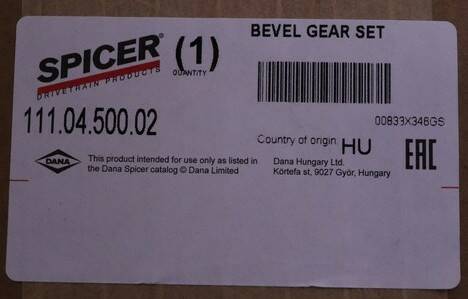 SPICER®
DRIVETRAIN PRODUCTS
(1)
QUANTITY
BEVEL GEAR SET
111.04.500.02
00833X346GS
Country of origin HU
EAC
DANA
This product intended for use only as listed in
the Dana Spicer catalog © Dana Limited
Dana Hungary Ltd.
Körtefa st, 9027 Győr, Hungary